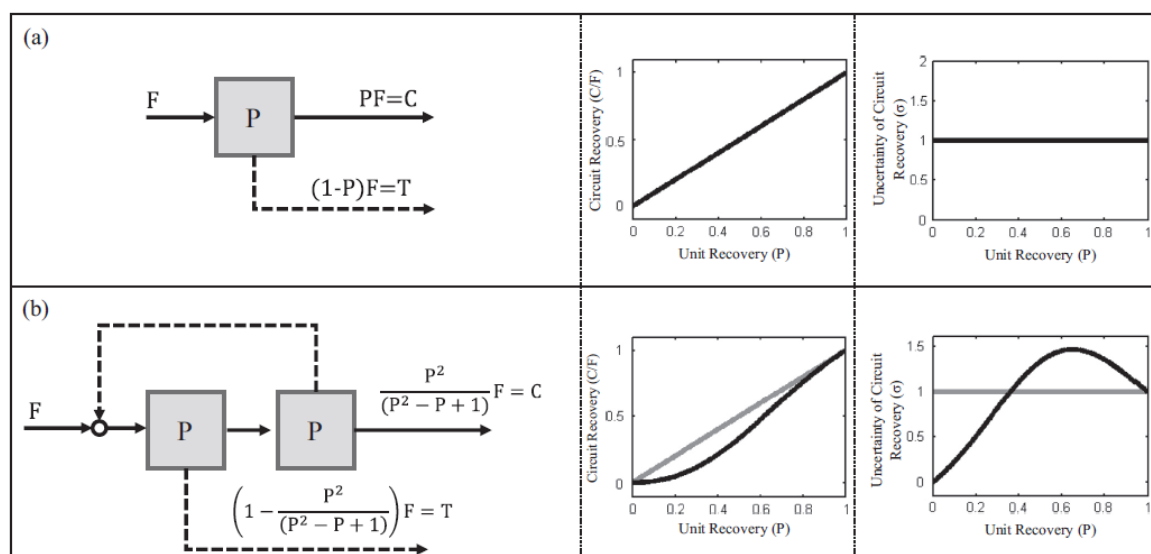 (a)
F
P
PF=C
(1-P)F=T
Circuit Recovery (C/F)
1
0.5
0
0 0.2 0.4 0.6 0.8 1
Unit Recovery (P)
Uncertainty of Circuit
Recovery (σ)
2
1.5
1
0.5
0
0 0.2 0.4 0.6 0.8 1
Unit Recovery (P)
(b)
F
P
P
P²/(P² − P + 1) F = C
(1 − P²/(P² − P + 1)) F = T
Circuit Recovery (C/F)
1
0.5
0
0 0.2 0.4 0.6 0.8 1
Unit Recovery (P)
Uncertainty of Circuit
Recovery (σ)
1.5
1
0.5
0
0 0.2 0.4 0.6 0.8 1
Unit Recovery (P)